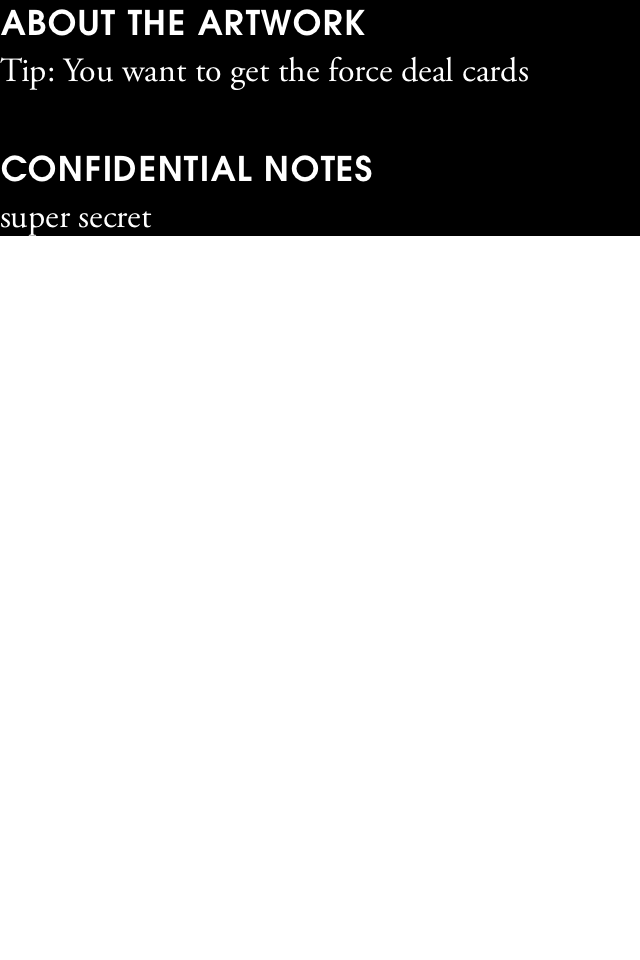 ABOUT THE ARTWORK
Tip: You want to get the force deal cards
CONFIDENTIAL NOTES
super secret